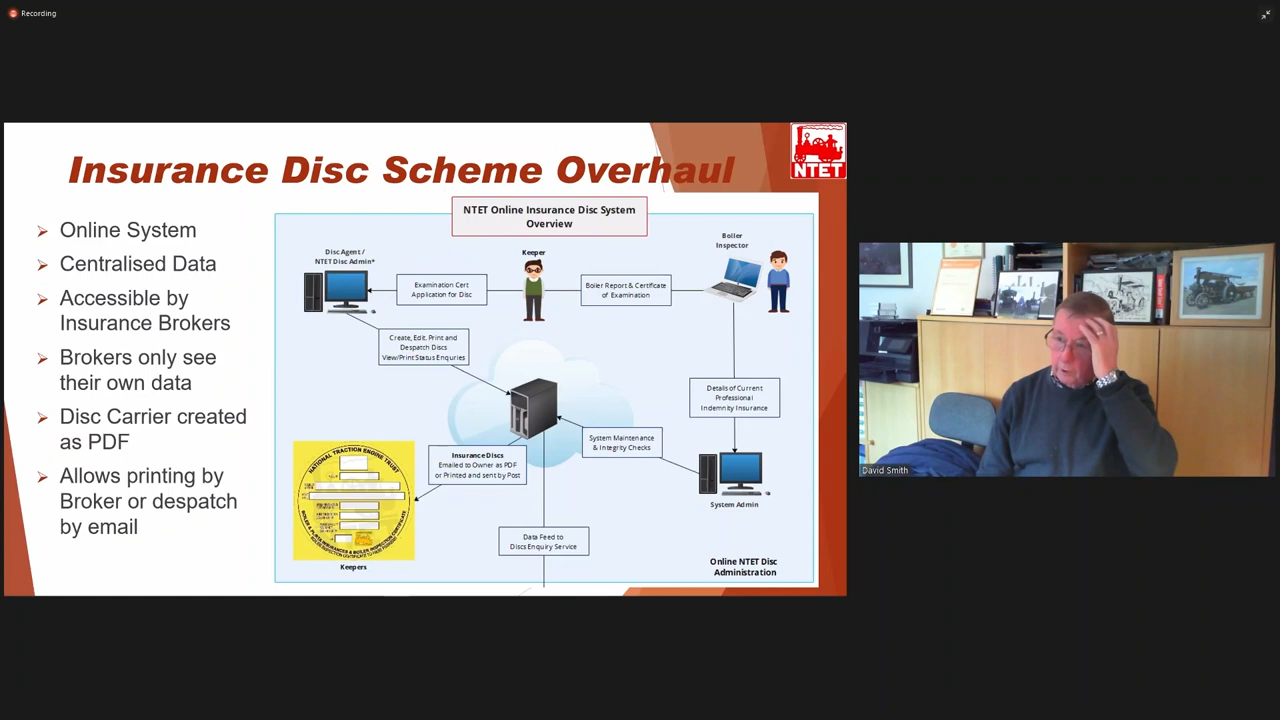 Recording
Insurance Disc Scheme Overhaul
NTET
Online System
Centralised Data
Accessible by
Insurance Brokers
Brokers only see
their own data
Disc Carrier created
as PDF
Allows printing by
Broker or despatch
by email
NTET Online Insurance Disc System
Overview
Disc Agent /
NTET Disc Admin*
Examination Cert
Application for Disc
Keeper
Boiler Report & Certificate
of Examination
Boiler
Inspector
Create, Edit, Print and
Despatch Discs
View/Print Status Enquries
Details of Current
Professional
Indemnity Insurance
System Maintenance
& Integrity Checks
Insurance Discs
Emailed to Owner as PDF
or Printed and sent by Post
System Admin
NATIONAL TRACTION ENGINE TRUST
Keepers
Data Feed to
Discs Enquiry Service
Online NTET Disc
Administration
David Smith